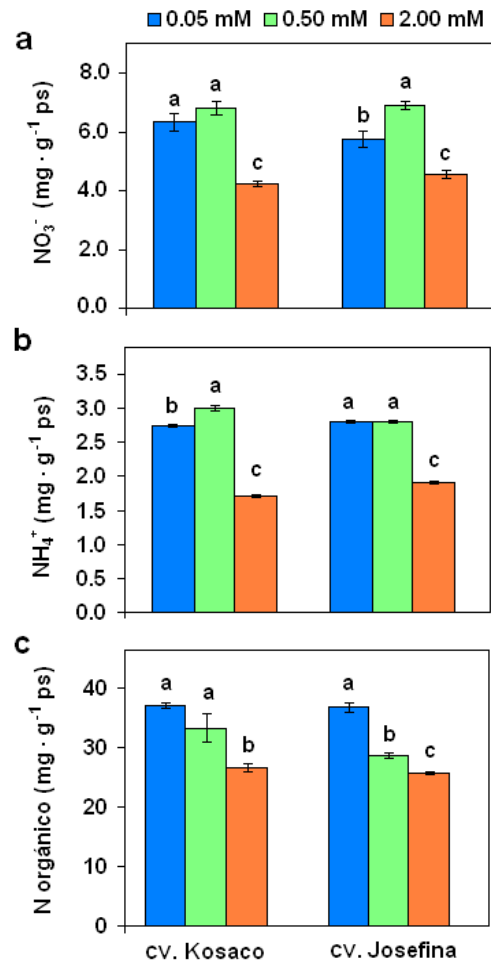 0.05 mM 0.50 mM 2.00 mM
a
NO₃⁻ (mg · g⁻¹ ps)
8.0
6.0
4.0
2.0
0.0
a a c
b a c
b
NH₄⁺ (mg · g⁻¹ ps)
3.5
3.0
2.5
2.0
1.5
1.0
0.5
0.0
b a c
a a c
c
N orgánico (mg · g⁻¹ ps)
40
30
20
10
0
a a b
a b c
cv. Kosaco cv. Josefina